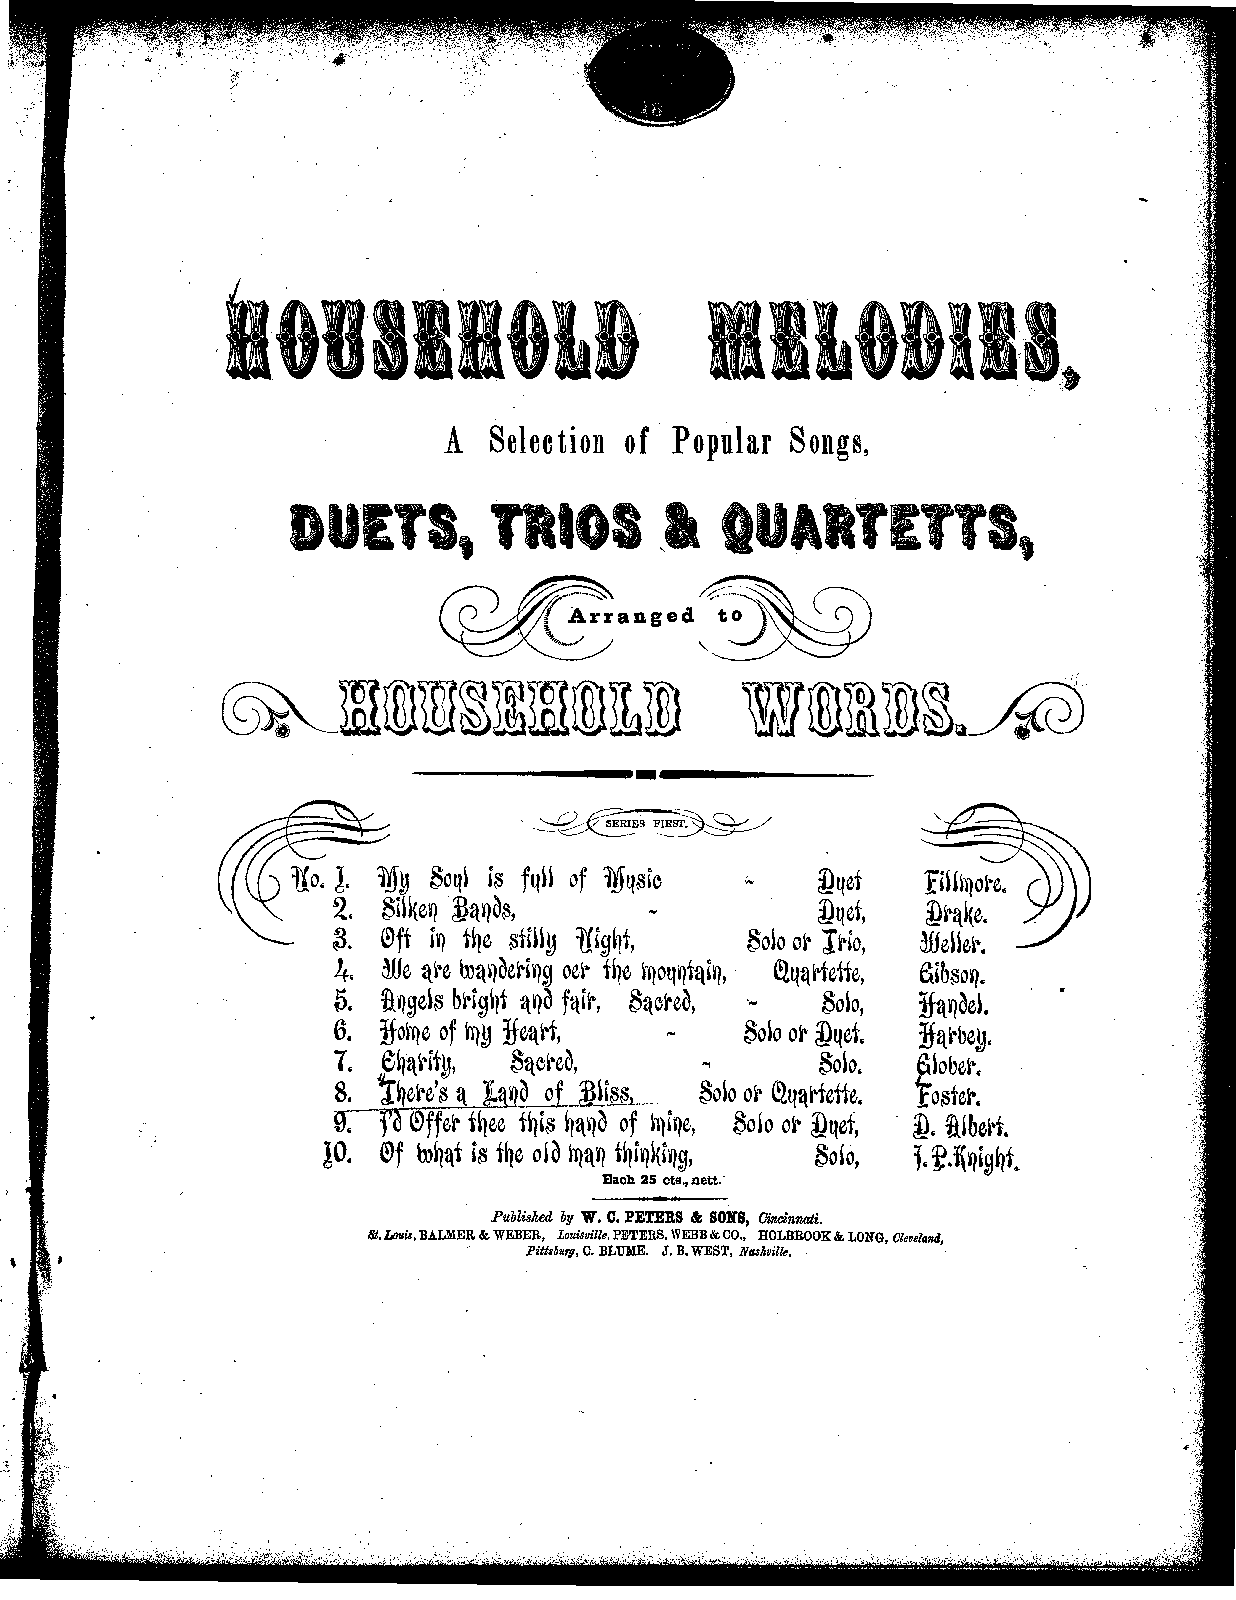 18
HOUSEHOLD MELODIES,
A Selection of Popular Songs,
DUETS, TRIOS & QUARTETTS,
Arranged to
HOUSEHOLD WORDS.
SERIES FIRST.
No. 1. My Soul is full of Music - Duet Fillmore.
2. Silken Bands, - Duet, Drake.
3. Oft in the stilly Night, Solo or Trio, Weller.
4. We are wandering oer the mountain, Quartette, Gibson.
5. Angels bright and fair, Sacred, - Solo, Handel.
6. Home of my Heart, - Solo or Duet. Harvey.
7. Charity, Sacred, - Solo. Glover.
8. There's a Land of Bliss, Solo or Quartette. Foster.
9. I'd Offer thee this hand of mine, Solo or Duet, D. Albert.
10. Of what is the old man thinking, Solo, J. P. Knight.
Each 25 cts., nett.
Published by W. C. PETERS & SONS, Cincinnati.
St. Louis, BALMER & WEBER, Louisville, PETERS, WEBB & CO., HOLBROOK & LONG, Cleveland,
Pittsburg, C. BLUME. J. B. WEST, Nashville.